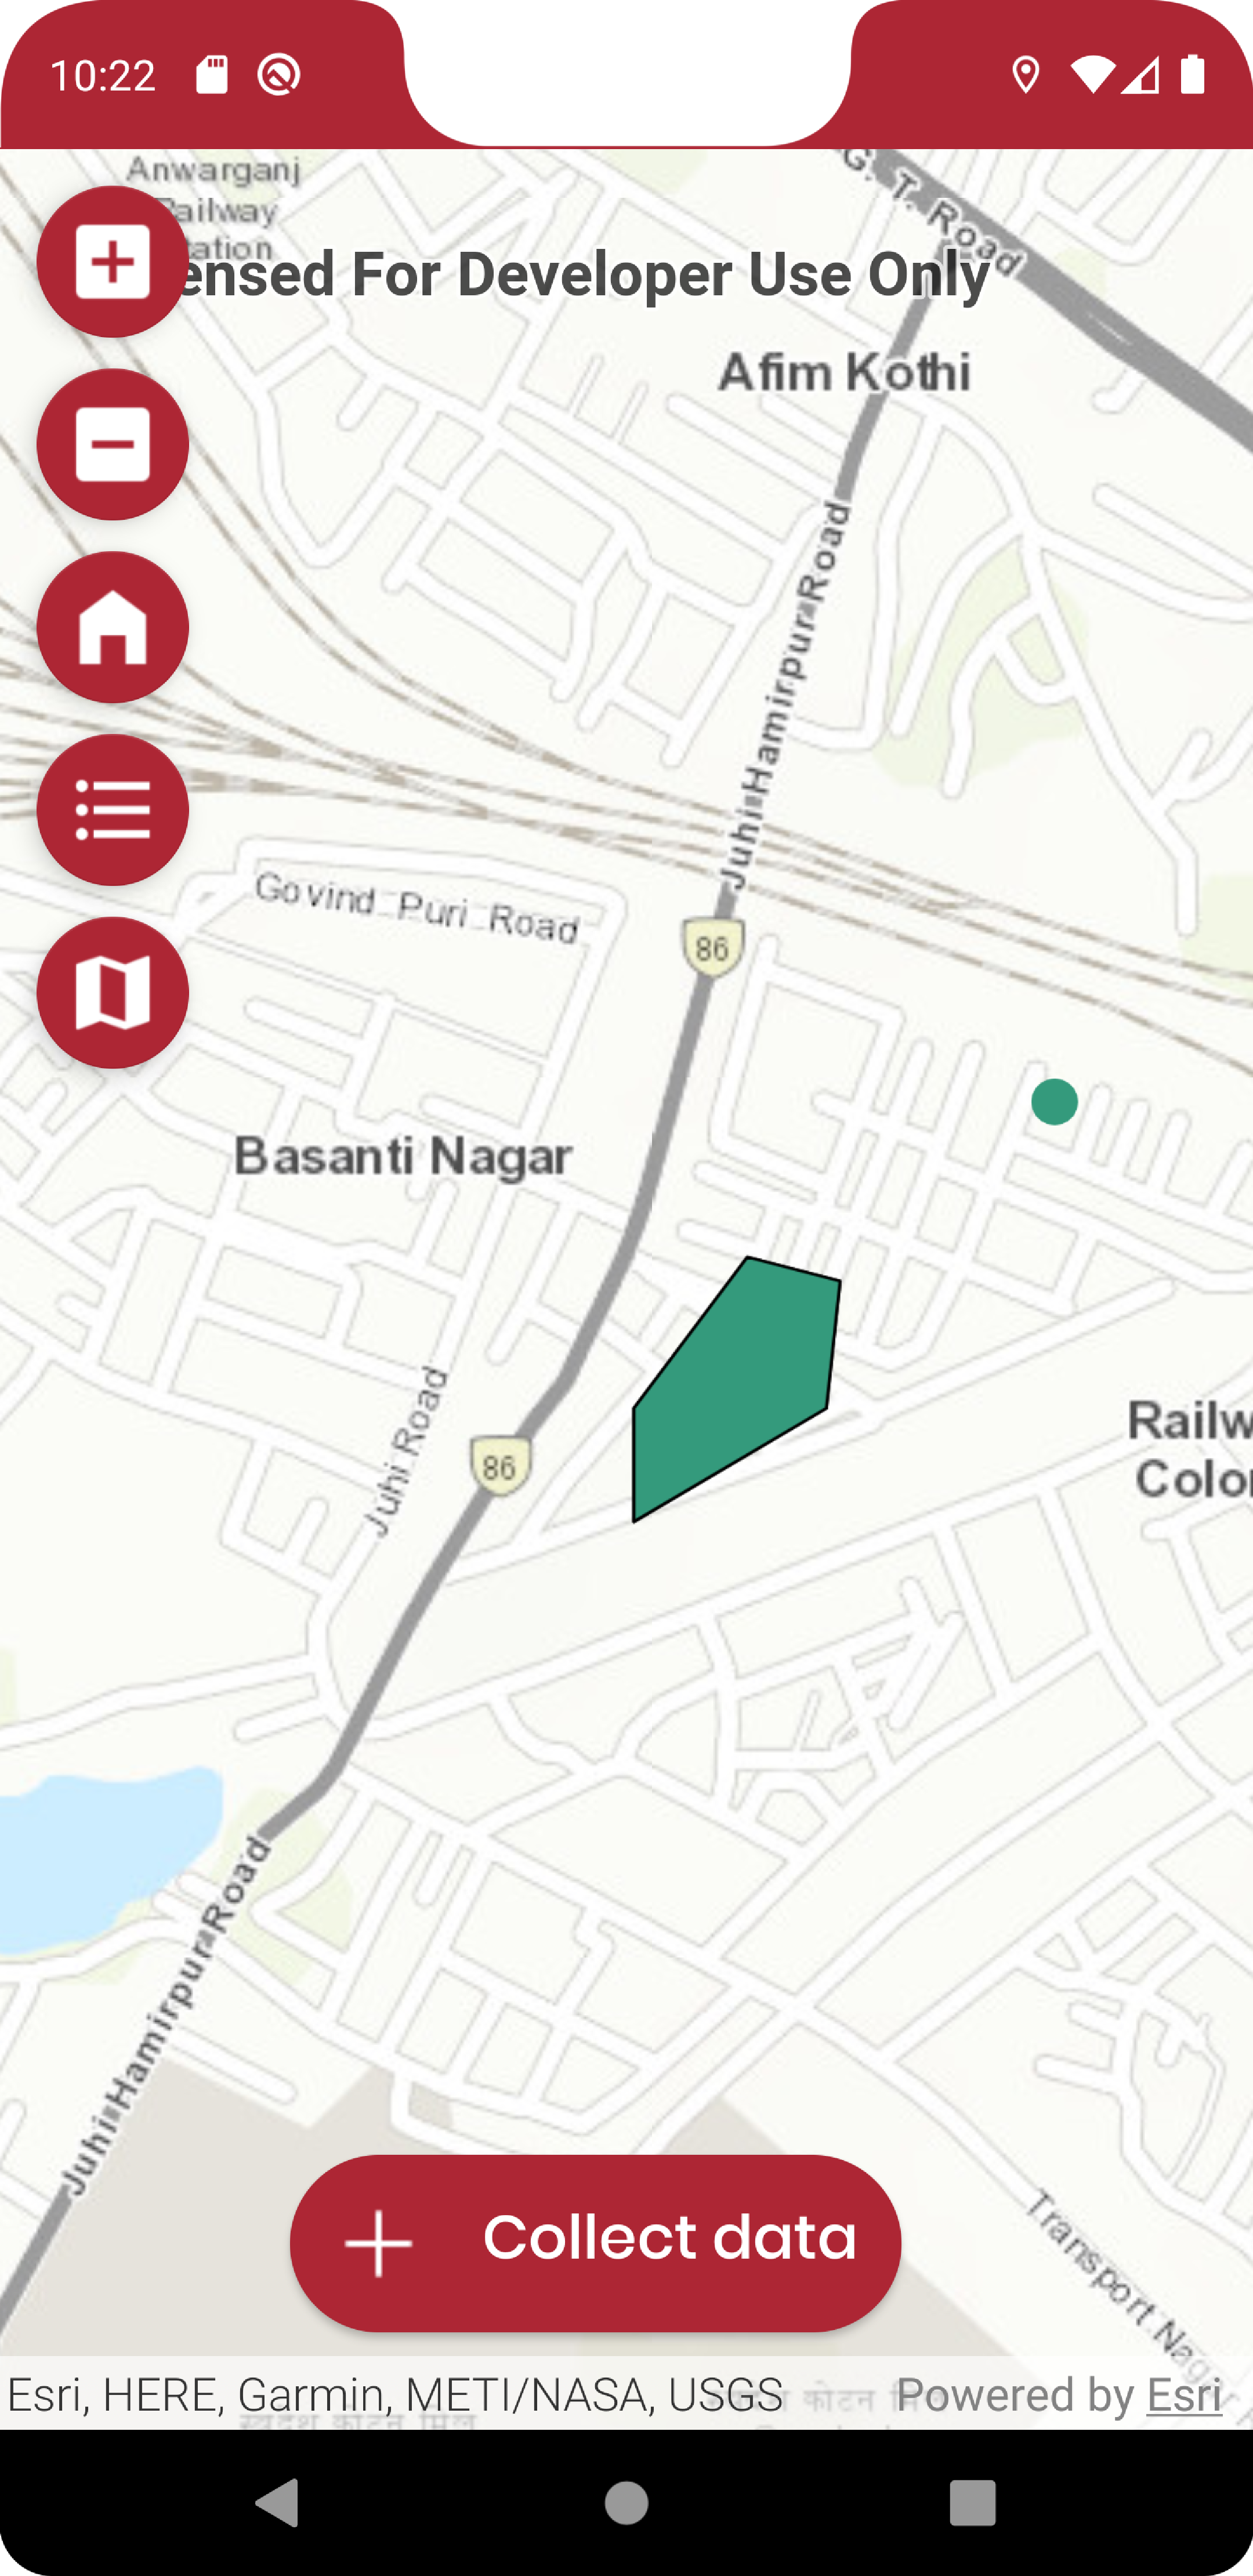 10:22
Anwarganj
Railway
Station
ensed For Developer Use Only
G. T. Road
Afim Kothi
Juhi Hamirpur Road
Govind Puri Road
86
Basanti Nagar
Juhi Road
86
Railw
Colo
Juhi Hamirpur Road
Transport Nagar
Collect data
Esri, HERE, Garmin, METI/NASA, USGS
Powered by Esri